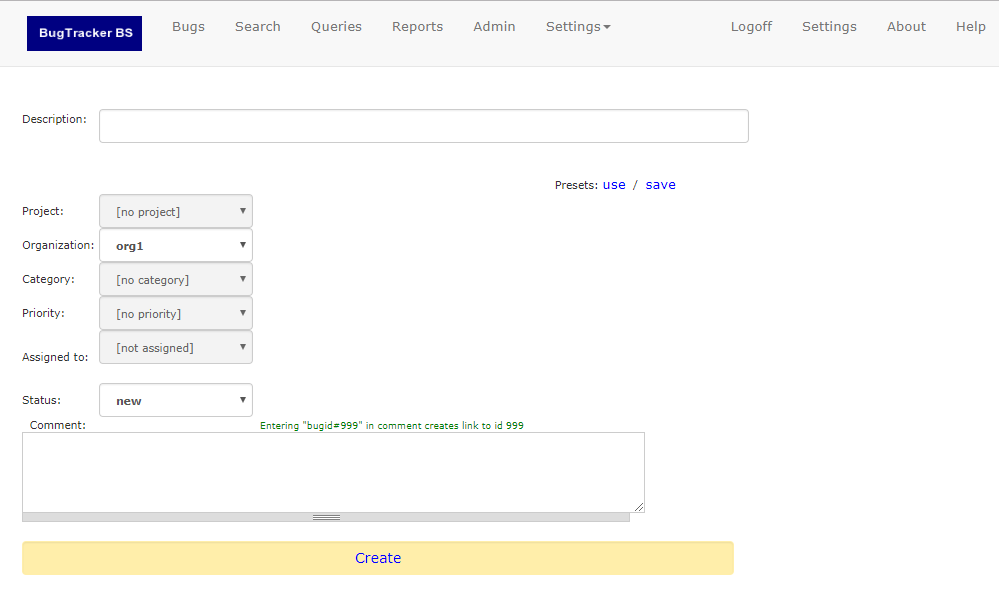 BugTracker BS Bugs Search Queries Reports Admin Settings Logoff Settings About Help
Description:
Presets: use / save
Project: [no project]
Organization: org1
Category: [no category]
Priority: [no priority]
Assigned to: [not assigned]
Status: new
Comment: Entering "bugid#999" in comment creates link to id 999
Create